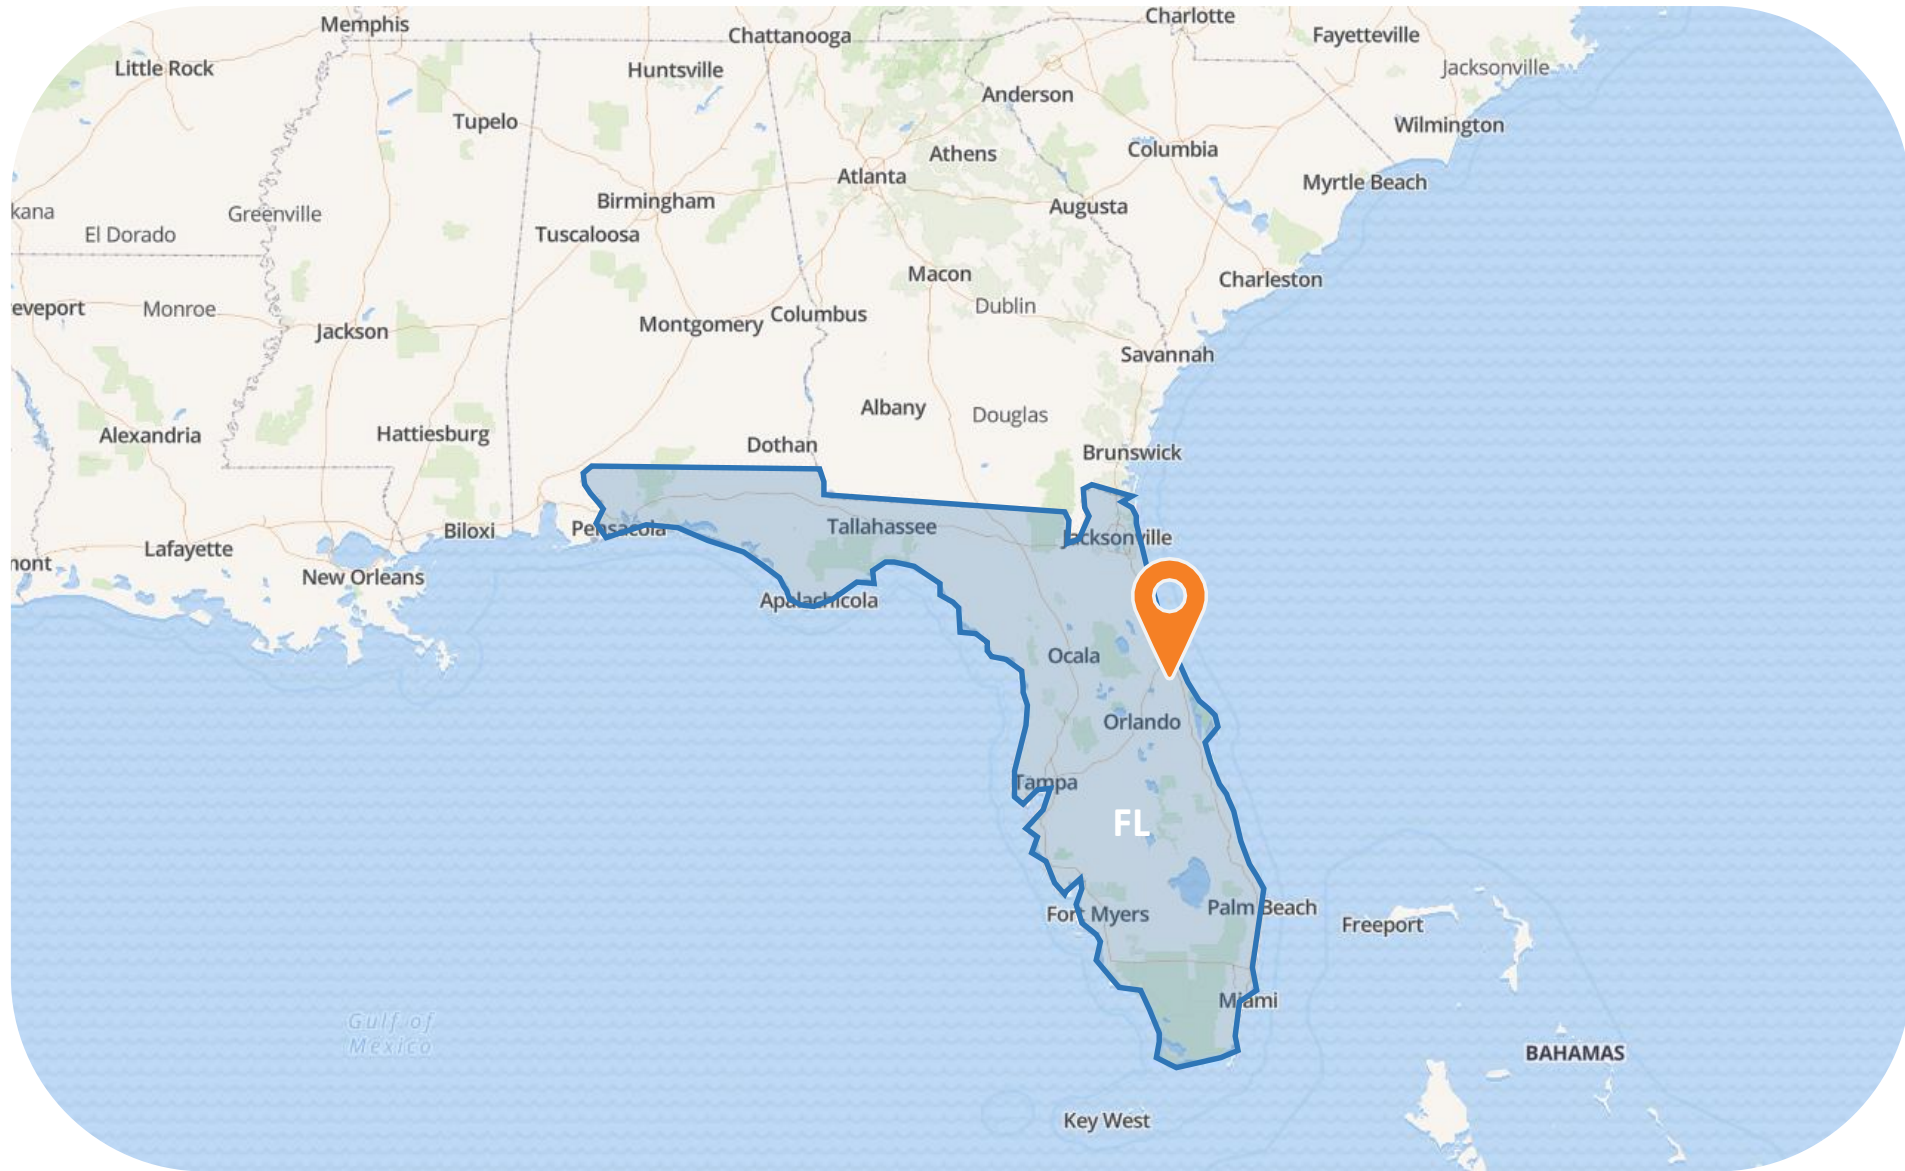 Memphis
Charlotte
Chattanooga
Fayetteville
Little Rock
Huntsville
Jacksonville
Anderson
Tupelo
Wilmington
Athens
Columbia
Atlanta
Myrtle Beach
Birmingham
Augusta
kana
Greenville
El Dorado
Tuscaloosa
Macon
Charleston
Dublin
eveport
Monroe
Columbus
Jackson
Montgomery
Savannah
Albany
Douglas
Alexandria
Hattiesburg
Dothan
Brunswick
Pensacola
Tallahassee
Biloxi
Jacksonville
Lafayette
mont
New Orleans
Apalachicola
Ocala
Orlando
Tampa
FL
Palm Beach
Fort Myers
Freeport
Miami
Gulf of
Mexico
BAHAMAS
Key West